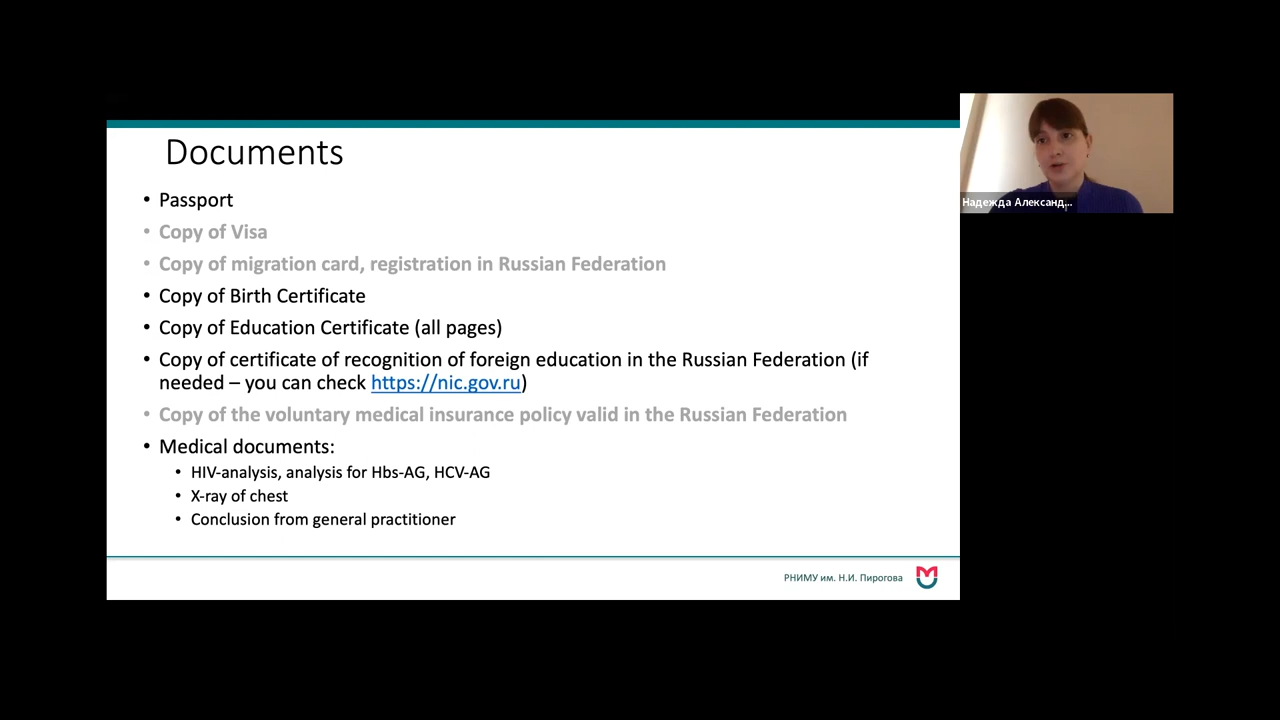 Documents
• Passport
• Copy of Visa
• Copy of migration card, registration in Russian Federation
• Copy of Birth Certificate
• Copy of Education Certificate (all pages)
• Copy of certificate of recognition of foreign education in the Russian Federation (if
needed – you can check https://nic.gov.ru)
• Copy of the voluntary medical insurance policy valid in the Russian Federation
• Medical documents:
• HIV-analysis, analysis for Hbs-AG, HCV-AG
• X-ray of chest
• Conclusion from general practitioner
РНИМУ им. Н.И. Пирогова
Надежда Александ...